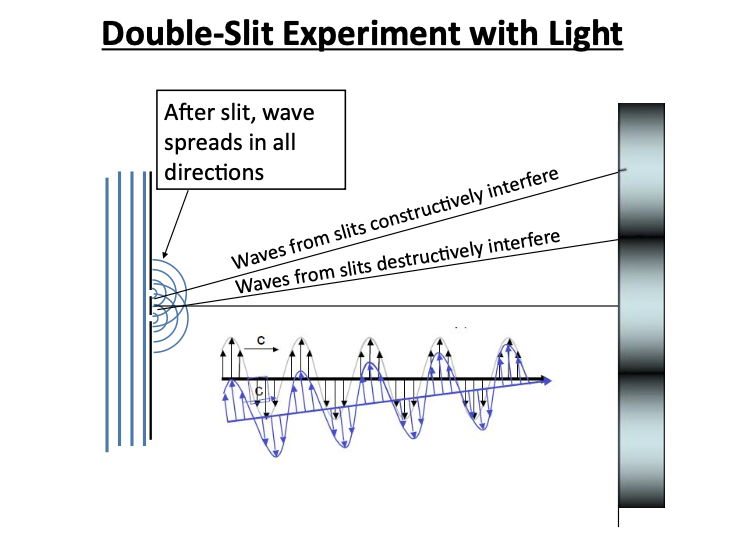 Double-Slit Experiment with Light
After slit, wave
spreads in all
directions
Waves from slits constructively interfere
Waves from slits destructively interfere
C
C